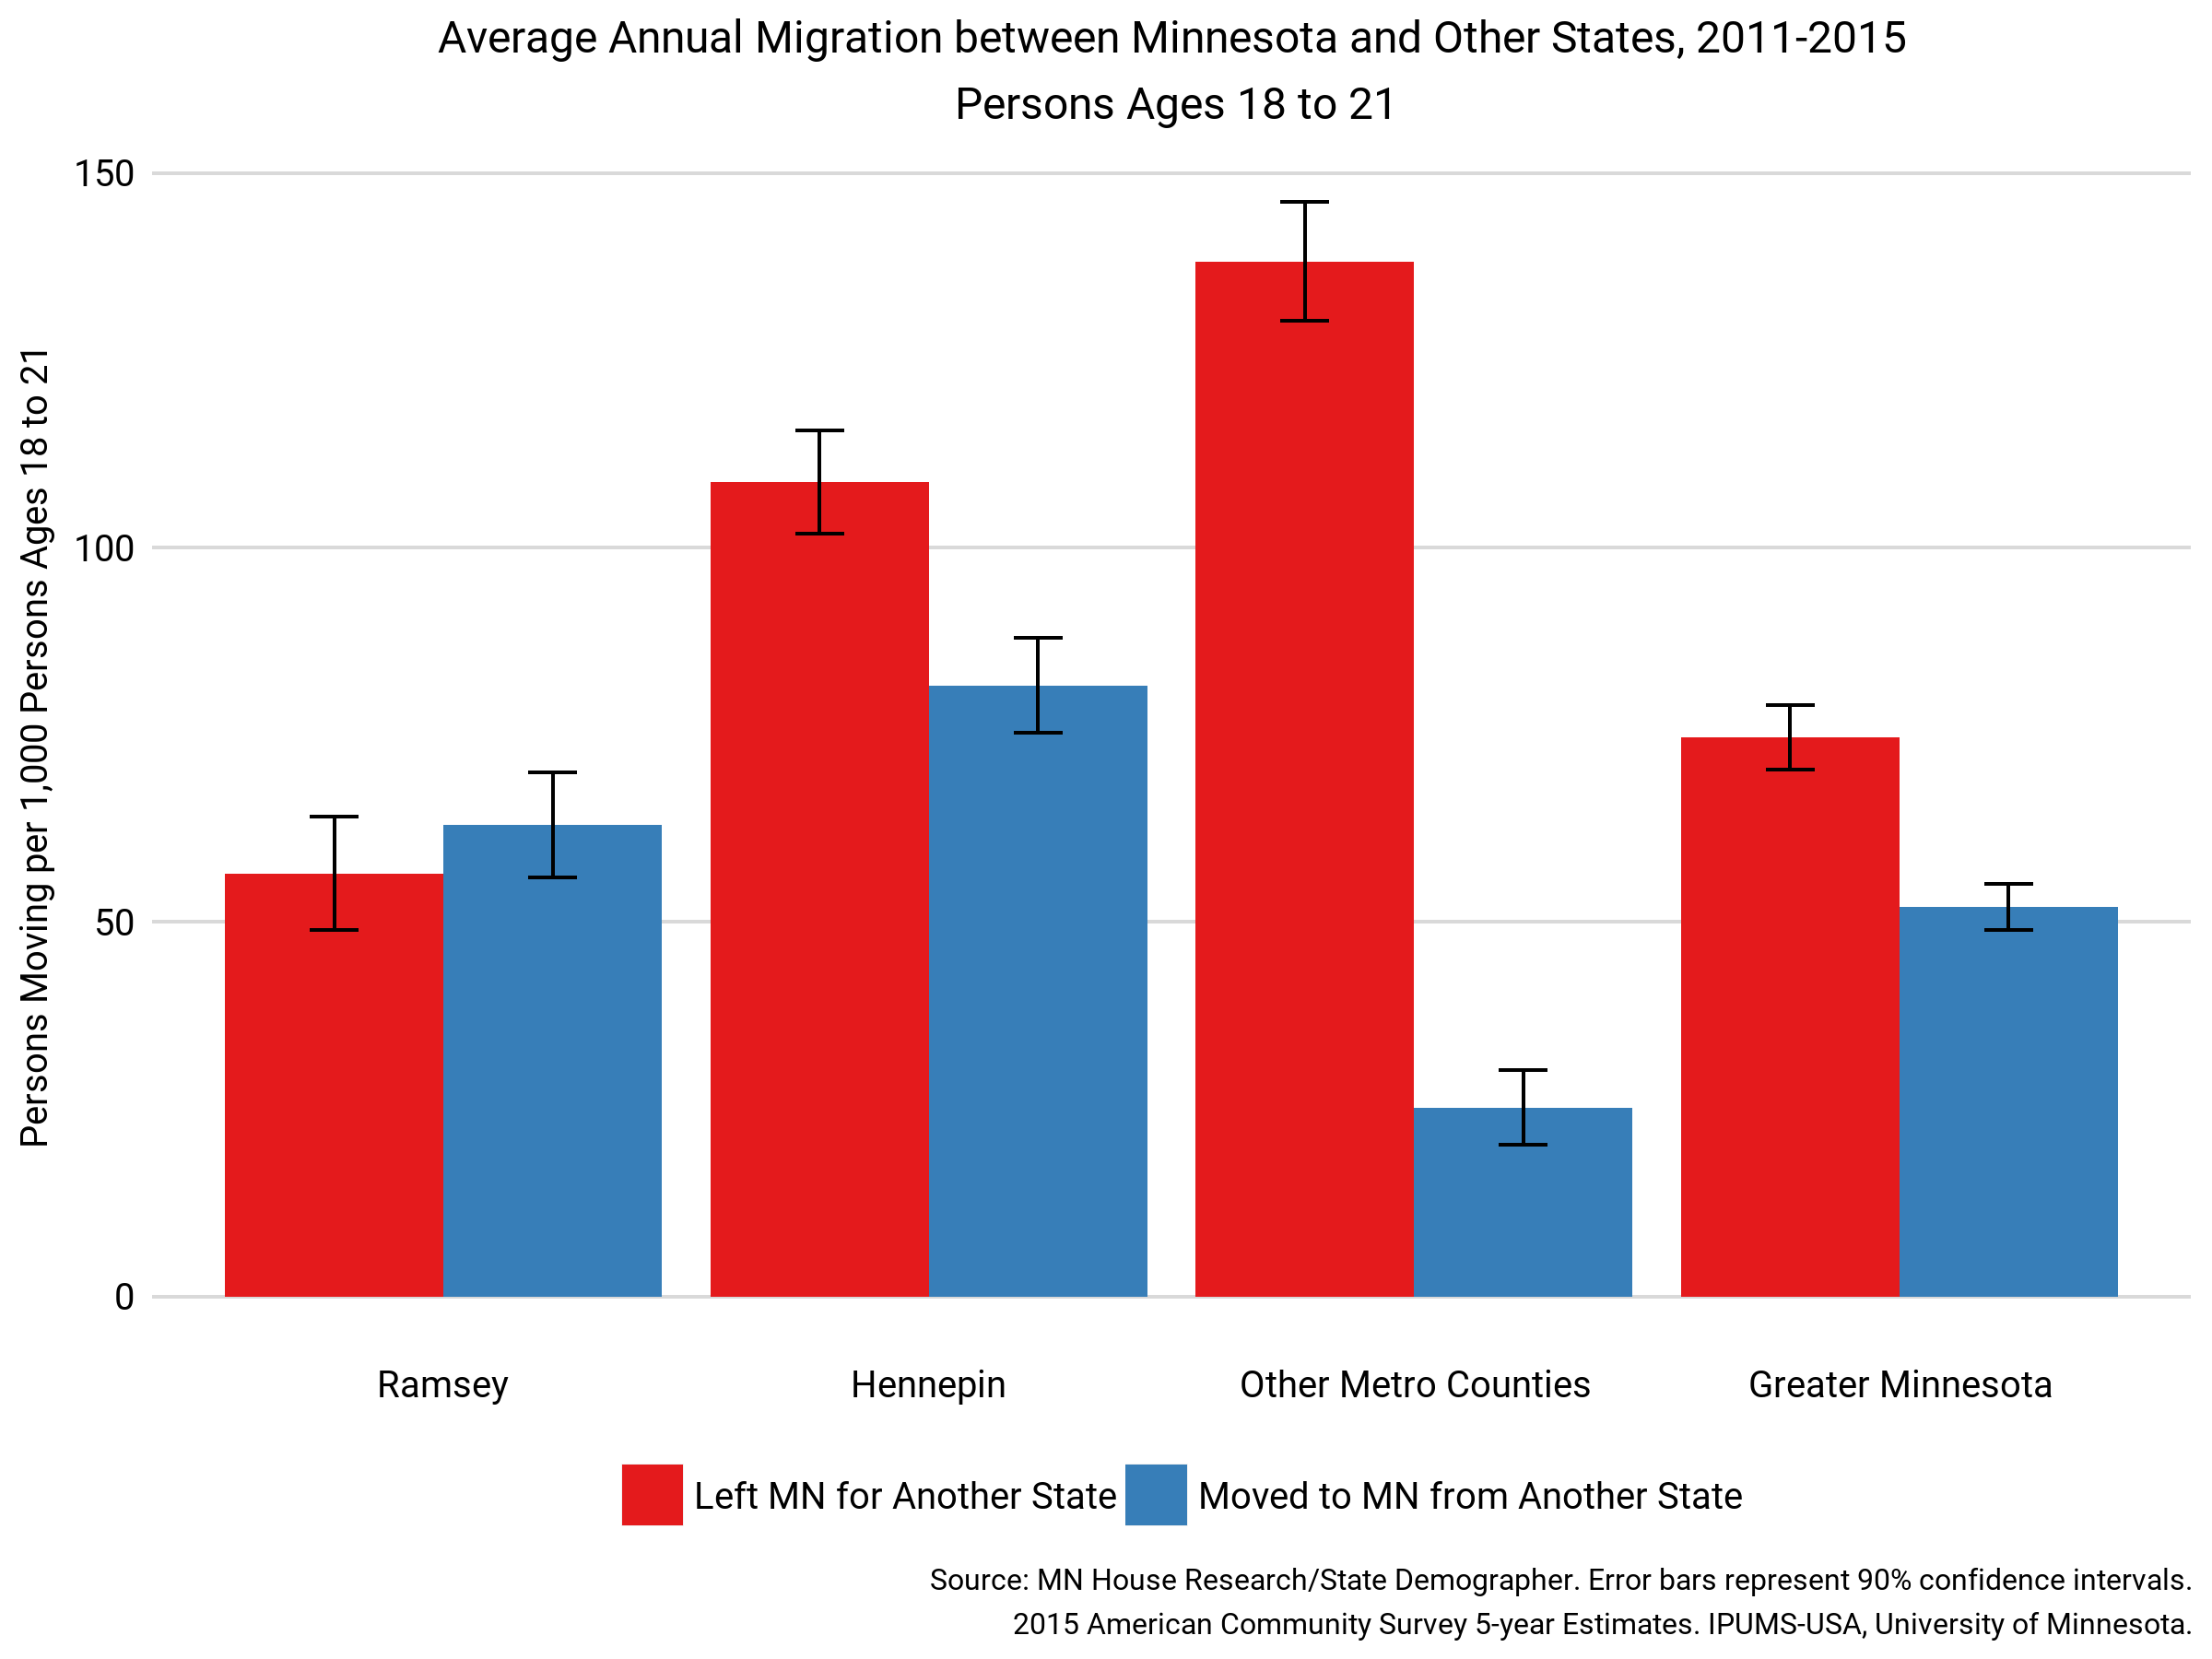 Average Annual Migration between Minnesota and Other States, 2011-2015
Persons Ages 18 to 21
Persons Moving per 1,000 Persons Ages 18 to 21
150
100
50
0
Ramsey
Hennepin
Other Metro Counties
Greater Minnesota
Left MN for Another State
Moved to MN from Another State
Source: MN House Research/State Demographer. Error bars represent 90% confidence intervals.
2015 American Community Survey 5-year Estimates. IPUMS-USA, University of Minnesota.